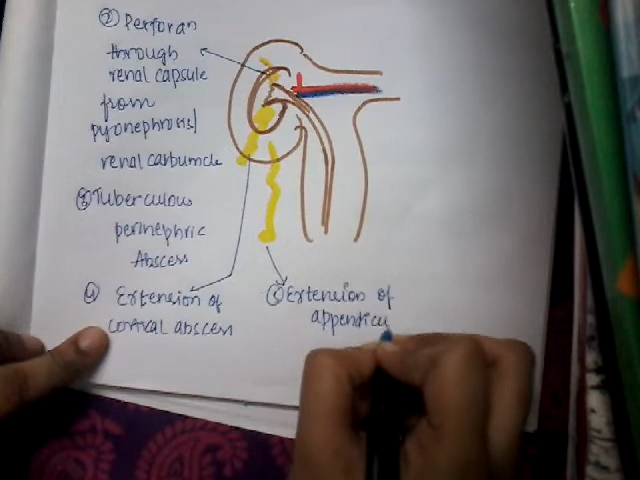 ② Perforan
through
renal capsule
from
pyonephrosis/
renal carbumcle
③ Tuberculous
perinephric
Abscess
④ Extension of
cortical abscess
⑤ Extension of
appendicu